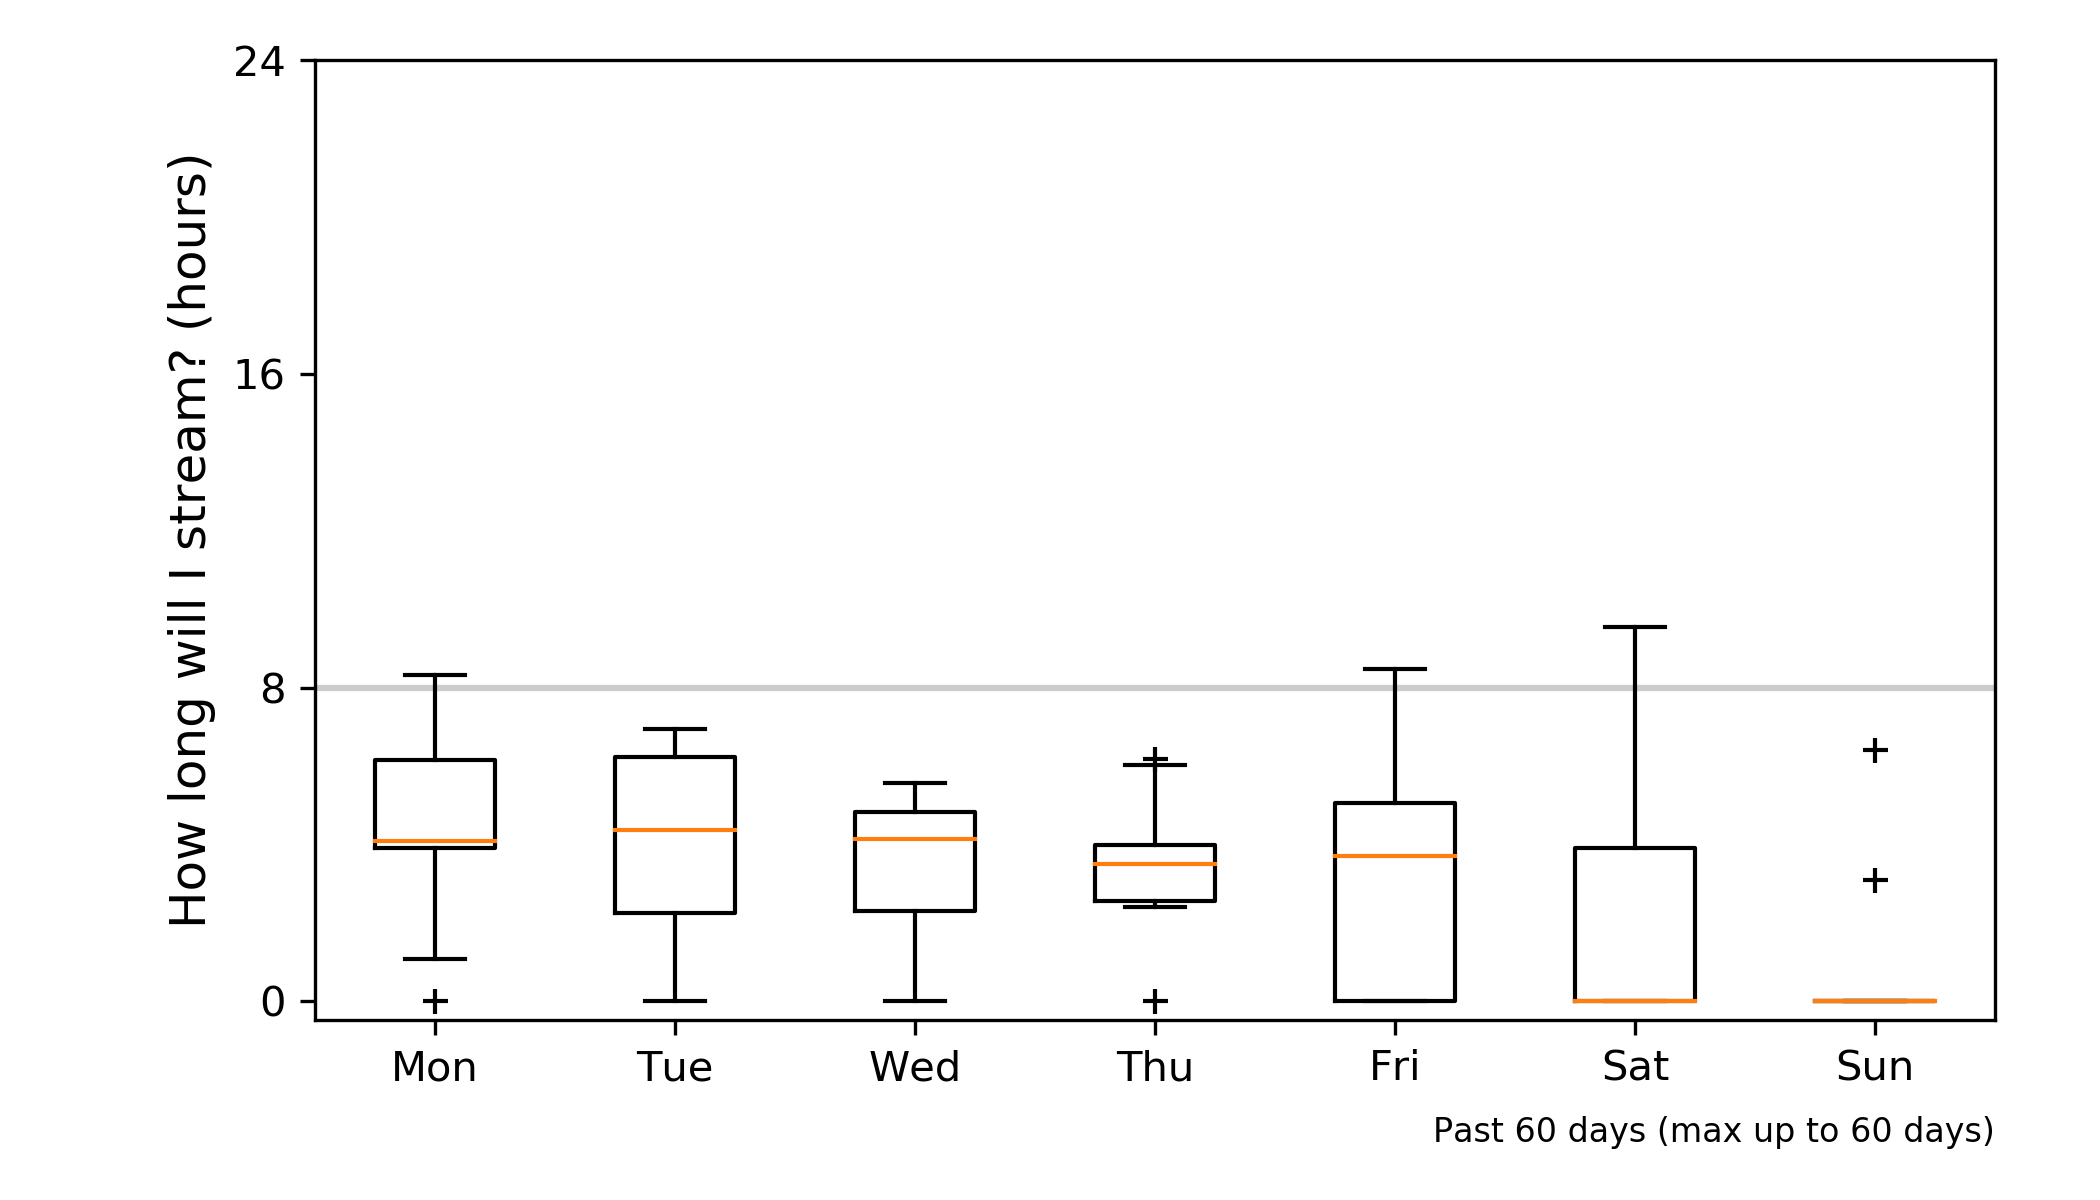 How long will I stream? (hours)
24
16
8
0
Mon Tue Wed Thu Fri Sat Sun
Past 60 days (max up to 60 days)